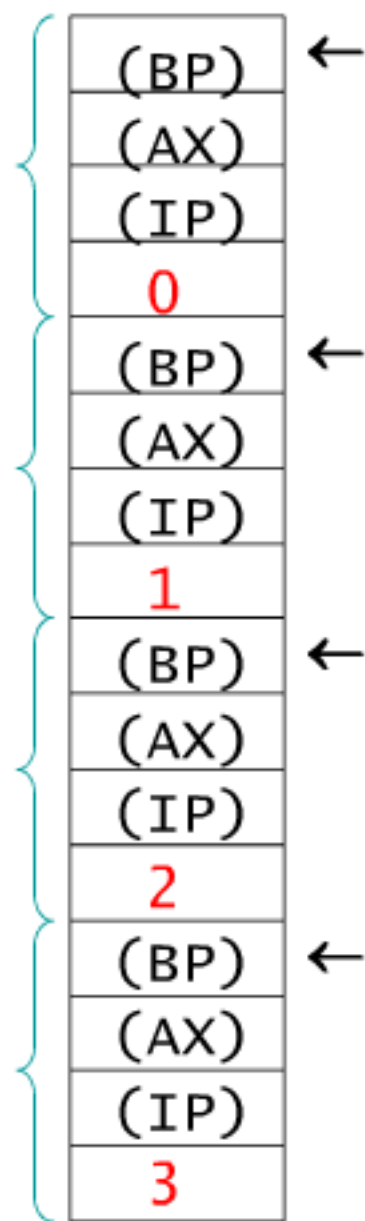 (BP) ←
(AX)
(IP)
0
(BP) ←
(AX)
(IP)
1
(BP) ←
(AX)
(IP)
2
(BP) ←
(AX)
(IP)
3